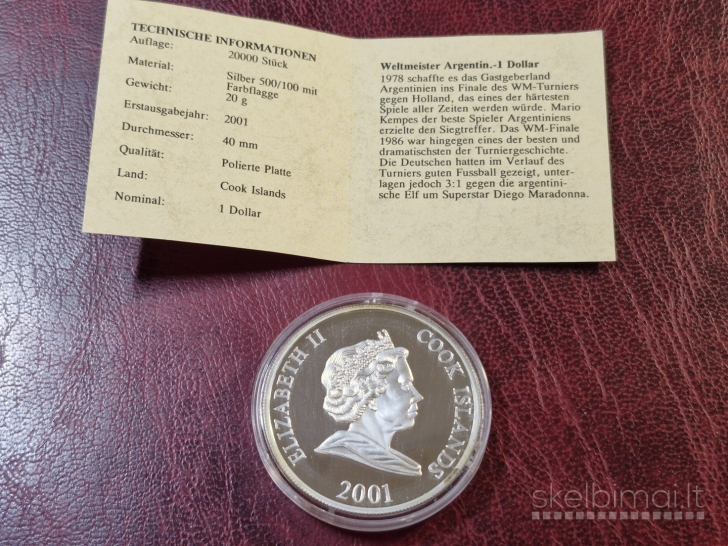 TECHNISCHE INFORMATIONEN
Auflage: 20000 Stück
Material: Silber 500/100 mit
Farbflagge
Gewicht: 20 g
Erstausgabejahr: 2001
Durchmesser: 40 mm
Qualität: Polierte Platte
Land: Cook Islands
Nominal: 1 Dollar
Weltmeister Argentin.-1 Dollar
1978 schaffte es das Gastgeberland
Argentinien ins Finale des WM-Turniers
gegen Holland, das eines der härtesten
Spiele aller Zeiten werden würde. Mario
Kempes der beste Spieler Argentiniens
erzielte den Siegtreffer. Das WM-Finale
1986 war hingegen eines der besten und
dramatischsten der Turniergeschichte.
Die Deutschen hatten im Verlauf des
Turniers guten Fussball gezeigt, unter-
lagen jedoch 3:1 gegen die argentini-
sche Elf um Superstar Diego Maradonna.
ELIZABETH II
COOK ISLANDS
2001
skelbimai.lt